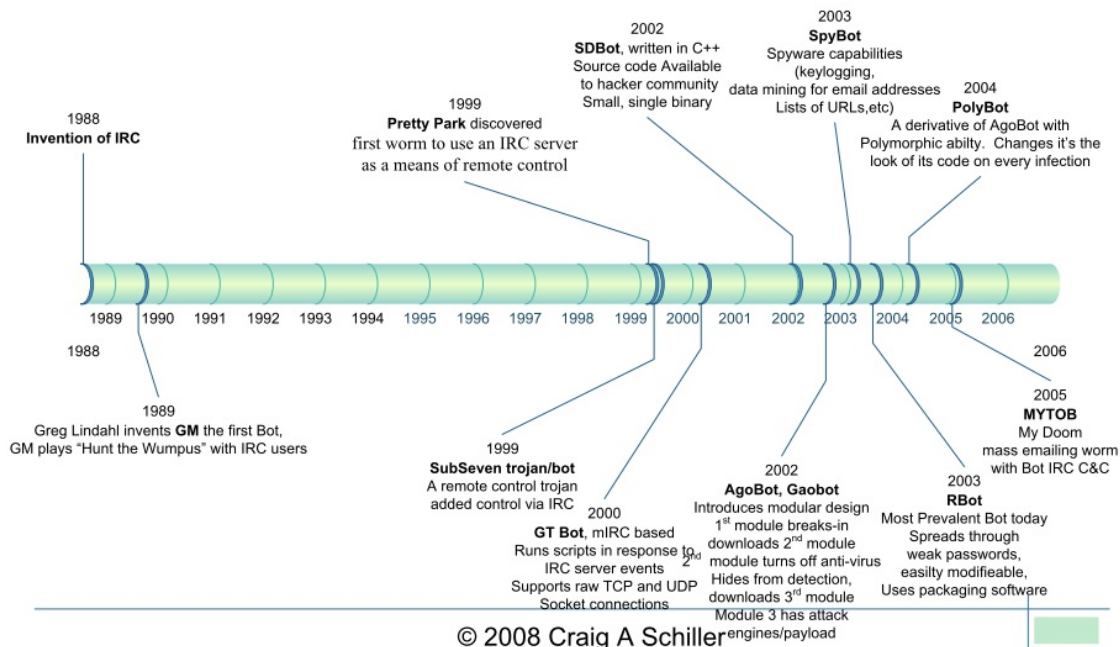 1988
Invention of IRC
1999
Pretty Park discovered
first worm to use an IRC server
as a means of remote control
2002
SDBot, written in C++
Source code Available
to hacker community
Small, single binary
2003
SpyBot
Spyware capabilities
(keylogging,
data mining for email addresses
Lists of URLs,etc)
2004
PolyBot
A derivative of AgoBot with
Polymorphic abilty. Changes it's the
look of its code on every infection
1989 1990 1991 1992 1993 1994 1995 1996 1997 1998 1999 2000 2001 2002 2003 2004 2005 2006
1988
2006
1989
Greg Lindahl invents GM the first Bot,
GM plays “Hunt the Wumpus” with IRC users
1999
SubSeven trojan/bot
A remote control trojan
added control via IRC
2000
GT Bot, mIRC based
Runs scripts in response to
IRC server events
Supports raw TCP and UDP
Socket connections
2002
AgoBot, Gaobot
Introduces modular design
1st module breaks-in
downloads 2nd module
2nd module turns off anti-virus
Hides from detection,
downloads 3rd module
Module 3 has attack
engines/payload
2003
RBot
Most Prevalent Bot today
Spreads through
weak passwords,
easilty modifieable,
Uses packaging software
2005
MYTOB
My Doom
mass emailing worm
with Bot IRC C&C
© 2008 Craig A Schiller